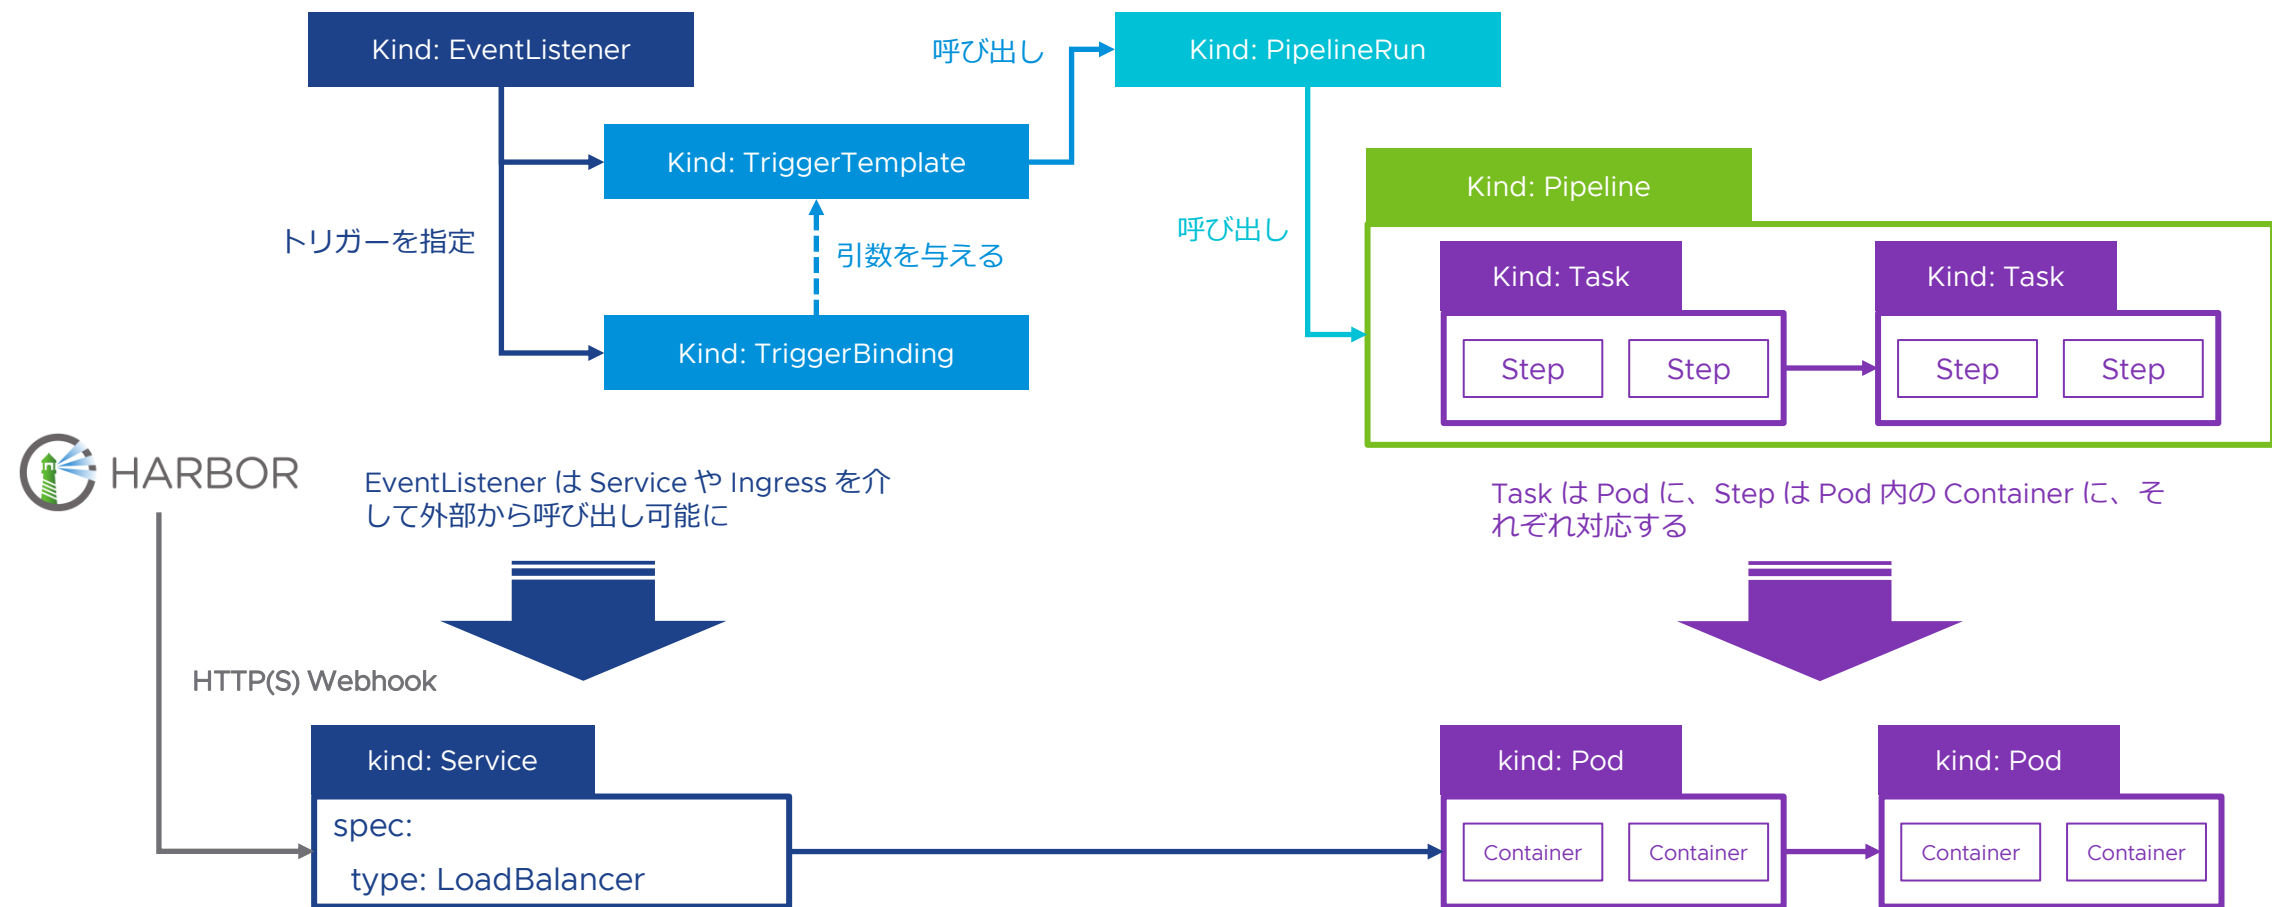 Kind: EventListener
呼び出し
Kind: PipelineRun
Kind: TriggerTemplate
Kind: Pipeline
トリガーを指定
引数を与える
呼び出し
Kind: Task
Kind: Task
Kind: TriggerBinding
Step
Step
Step
Step
HARBOR
EventListener は Service や Ingress を介
して外部から呼び出し可能に
Task は Pod に、Step は Pod 内の Container に、そ
れぞれ対応する
HTTP(S) Webhook
kind: Service
kind: Pod
kind: Pod
spec:
type: LoadBalancer
Container
Container
Container
Container